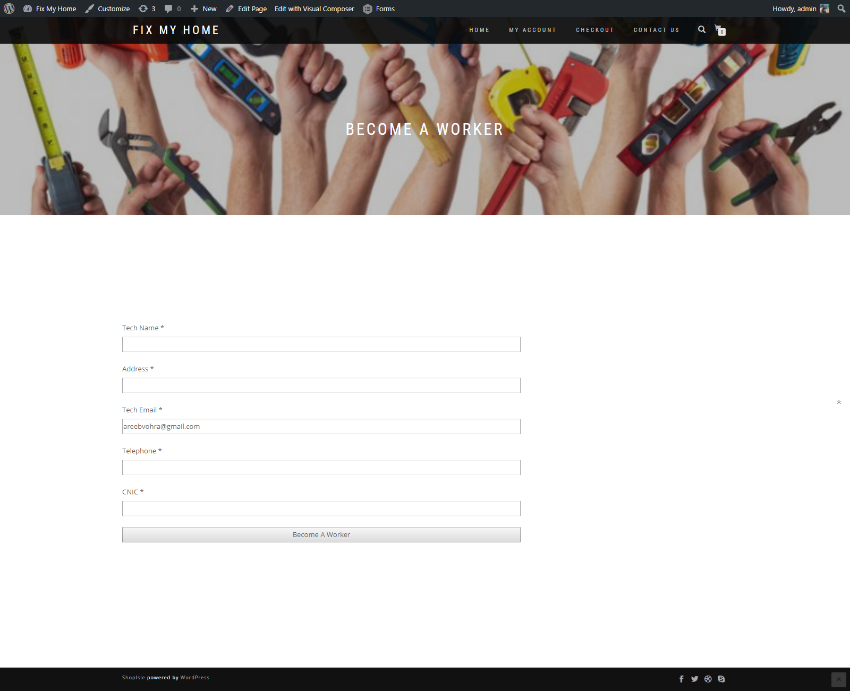 Fix My Home Customize 3 0 New Edit Page Edit with Visual Composer Forms Howdy, admin
FIX MY HOME HOME MY ACCOUNT CHECKOUT CONTACT US 0
BECOME A WORKER
Tech Name *
Address *
Tech Email *
areebvohra@gmail.com
Telephone *
CNIC *
Become A Worker
ShopIsle powered by WordPress